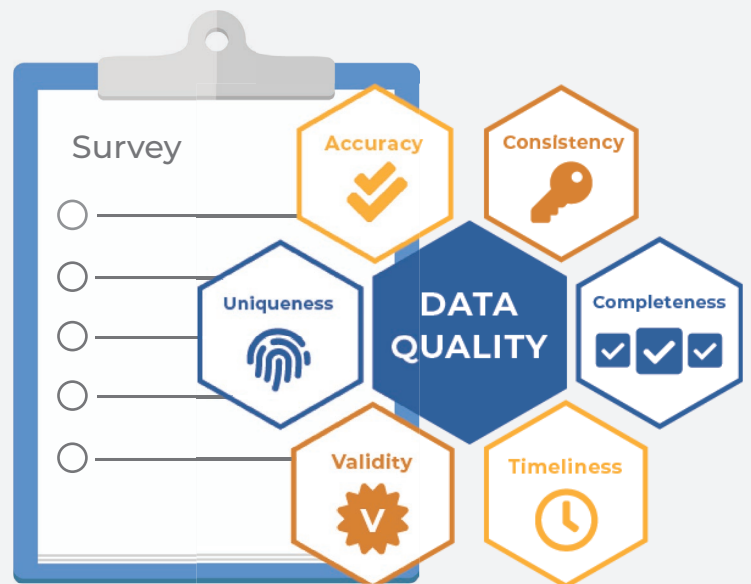 Survey
Accuracy
Consistency
Uniqueness
DATA
QUALITY
Completeness
Validity
V
Timeliness